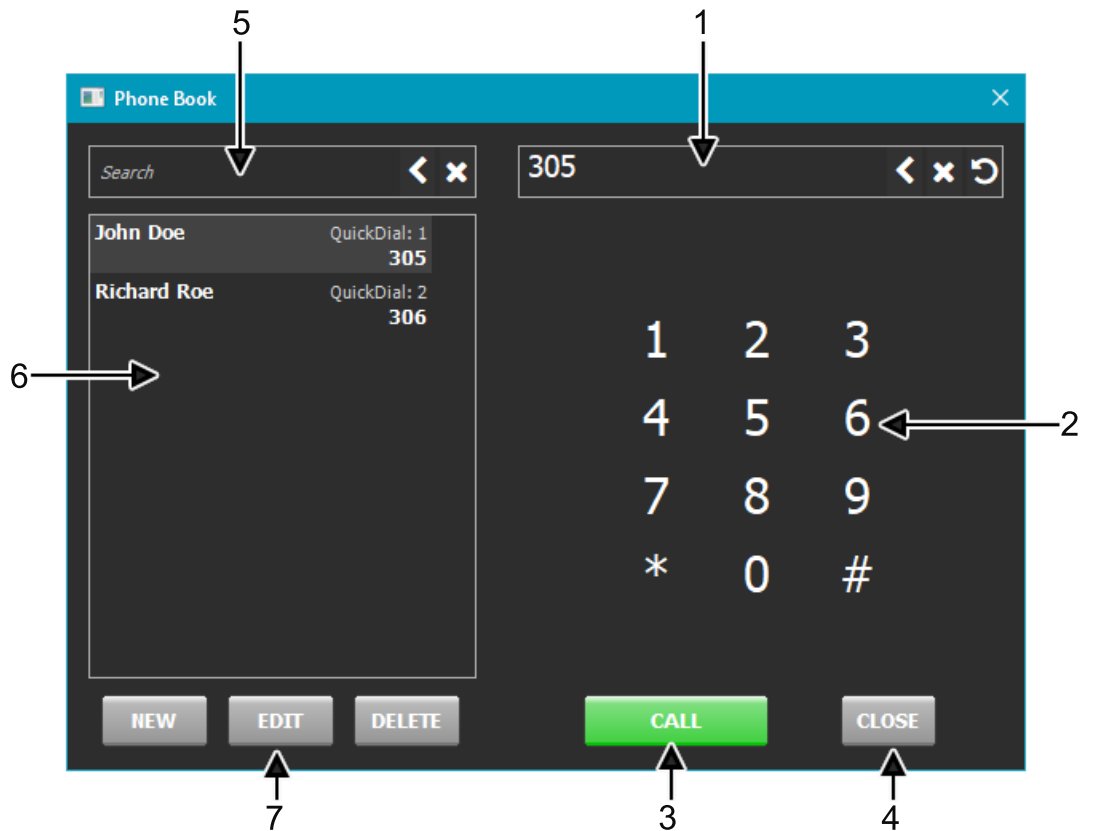 5 1
Phone Book
Search
305
John Doe QuickDial: 1
305
Richard Roe QuickDial: 2
306
1 2 3
6
4 5 6
2
7 8 9
* 0 #
NEW EDIT DELETE CALL CLOSE
7 3 4